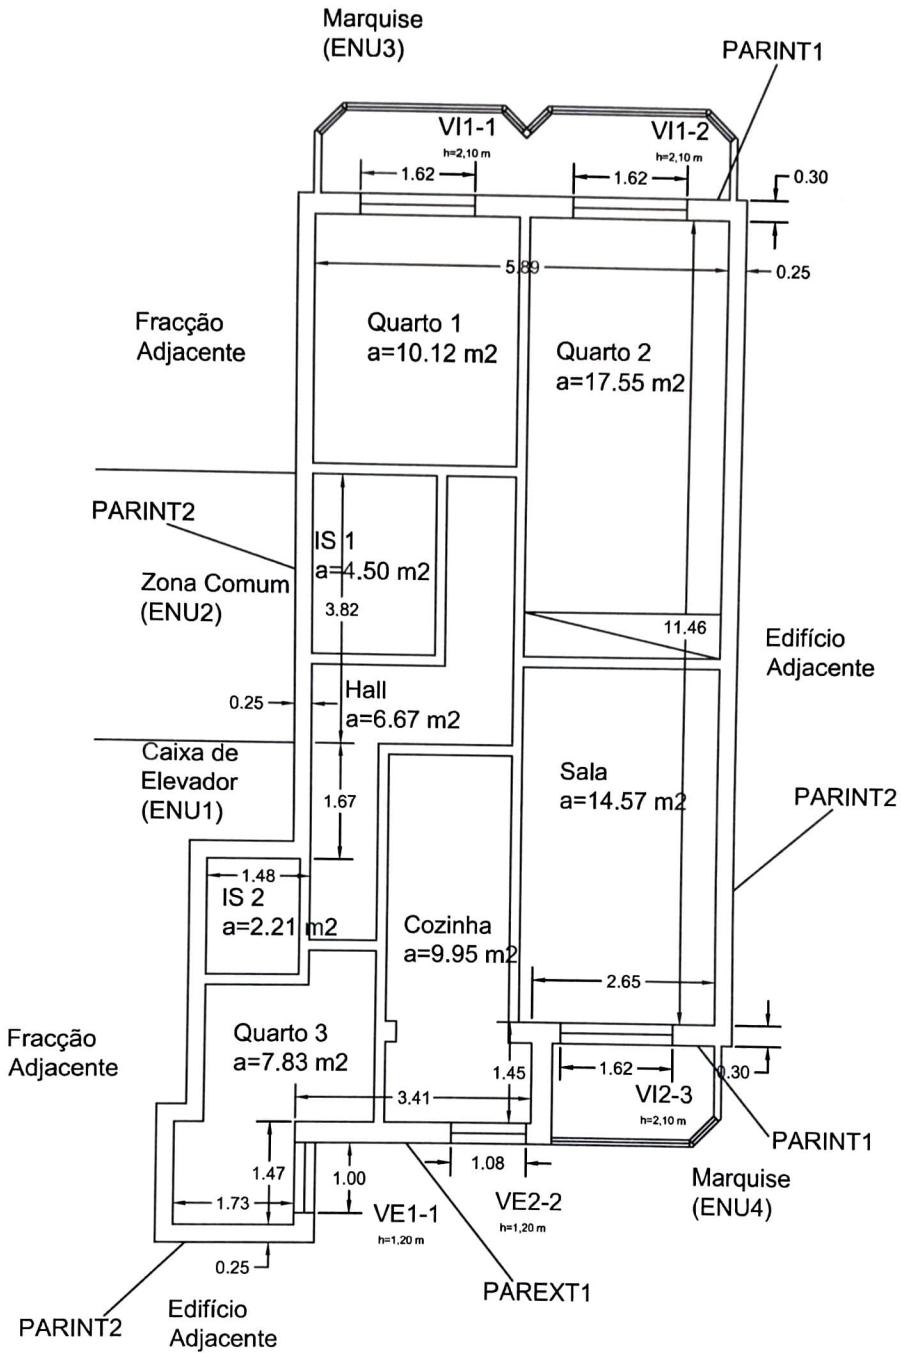 Marquise
(ENU3)
PARINT1
VI1-1
h=2,10 m
VI1-2
h=2,10 m
1.62
1.62
0.30
5.89
0.25
Fracção
Adjacente
Quarto 1
a=10.12 m2
Quarto 2
a=17.55 m2
PARINT2
IS 1
a=4.50 m2
Zona Comum
(ENU2)
3.82
11.46
Edifício
Adjacente
0.25
Hall
a=6.67 m2
Caixa de
Elevador
(ENU1)
1.67
Sala
a=14.57 m2
PARINT2
1.48
IS 2
a=2.21 m2
Cozinha
a=9.95 m2
2.65
Fracção
Adjacente
Quarto 3
a=7.83 m2
1.45
1.62
0.30
3.41
VI2-3
h=2,10 m
PARINT1
1.47
1.00
1.08
1.73
Marquise
(ENU4)
VE1-1
h=1,20 m
VE2-2
h=1,20 m
0.25
PAREXT1
PARINT2
Edifício
Adjacente